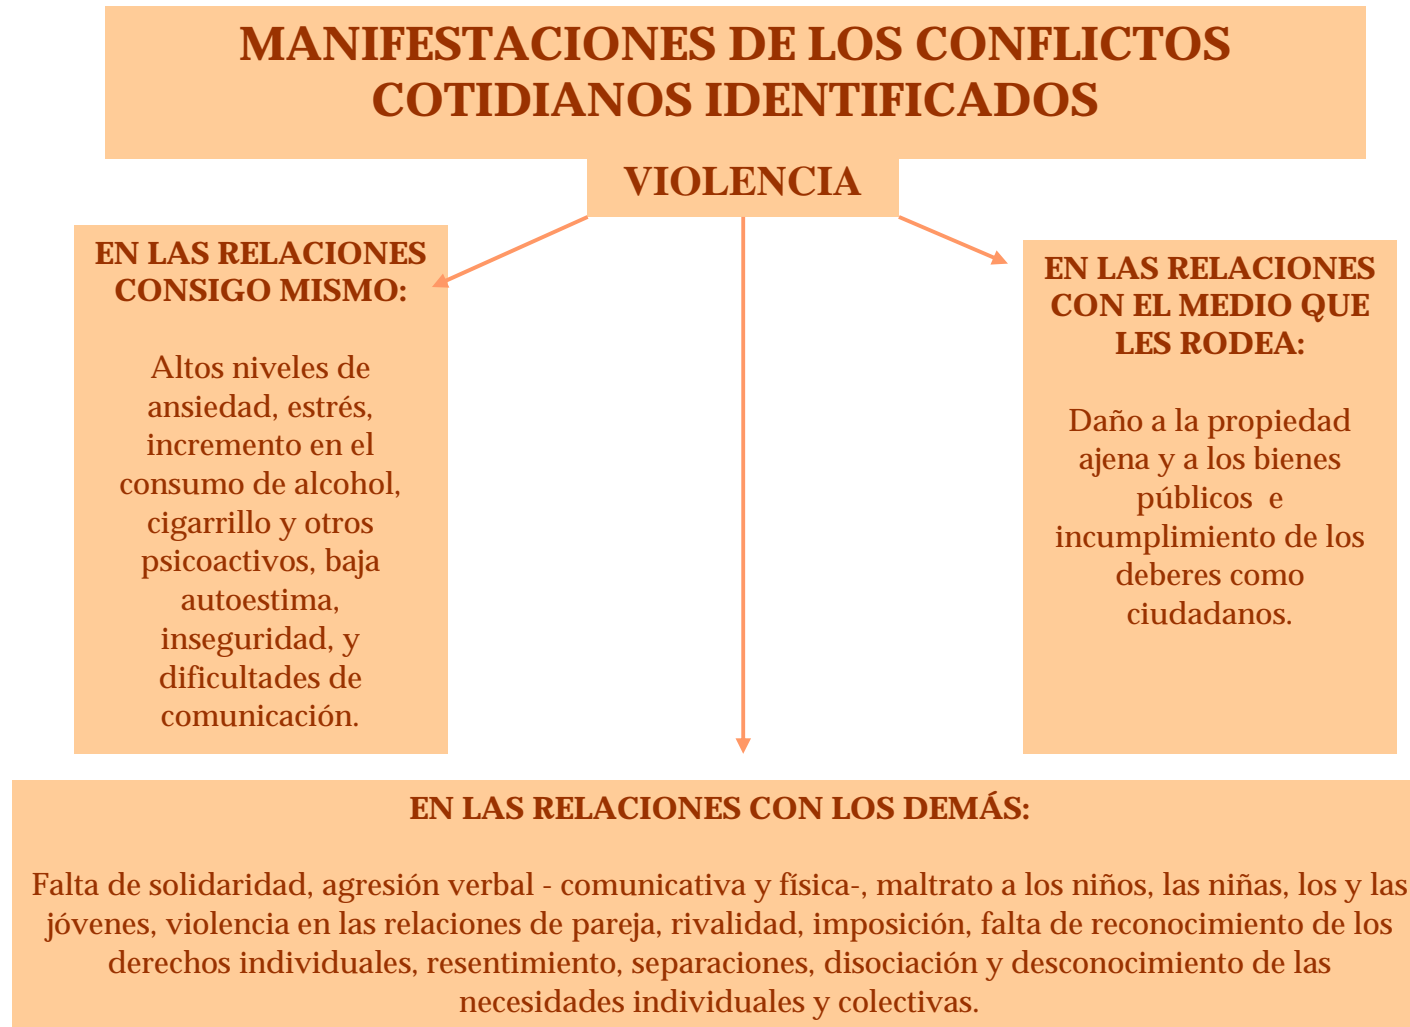 MANIFESTACIONES DE LOS CONFLICTOS
COTIDIANOS IDENTIFICADOS
VIOLENCIA
EN LAS RELACIONES
CONSIGO MISMO:
Altos niveles de
ansiedad, estrés,
incremento en el
consumo de alcohol,
cigarrillo y otros
psicoactivos, baja
autoestima,
inseguridad, y
dificultades de
comunicación.
EN LAS RELACIONES
CON EL MEDIO QUE
LES RODEA:
Daño a la propiedad
ajena y a los bienes
públicos  e
incumplimiento de los
deberes como
ciudadanos.
EN LAS RELACIONES CON LOS DEMÁS:
Falta de solidaridad, agresión verbal - comunicativa y física-, maltrato a los niños, las niñas, los y las
jóvenes, violencia en las relaciones de pareja, rivalidad, imposición, falta de reconocimiento de los
derechos individuales, resentimiento, separaciones, disociación y desconocimiento de las
necesidades individuales y colectivas.